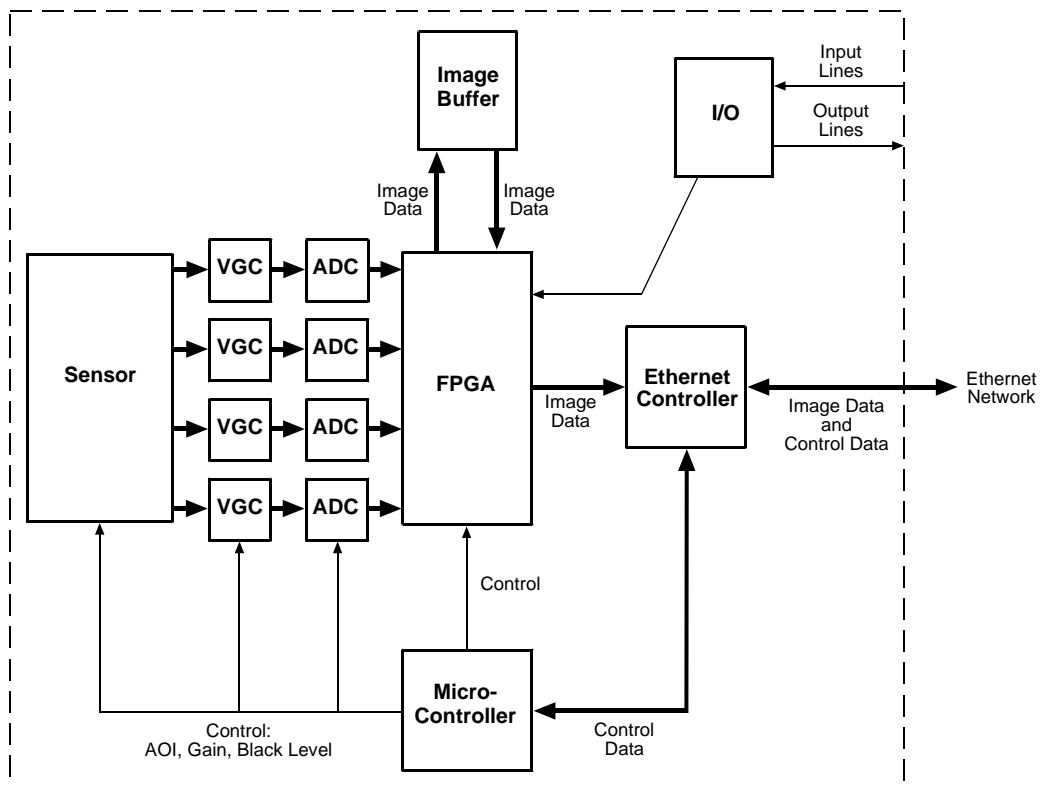 Image
Buffer
I/O
Input
Lines
Output
Lines
Image
Data
Image
Data
Sensor
VGC
ADC
VGC
ADC
VGC
ADC
VGC
ADC
FPGA
Image
Data
Ethernet
Controller
Image Data
and
Control Data
Ethernet
Network
Control
Micro-
Controller
Control:
AOI, Gain, Black Level
Control
Data